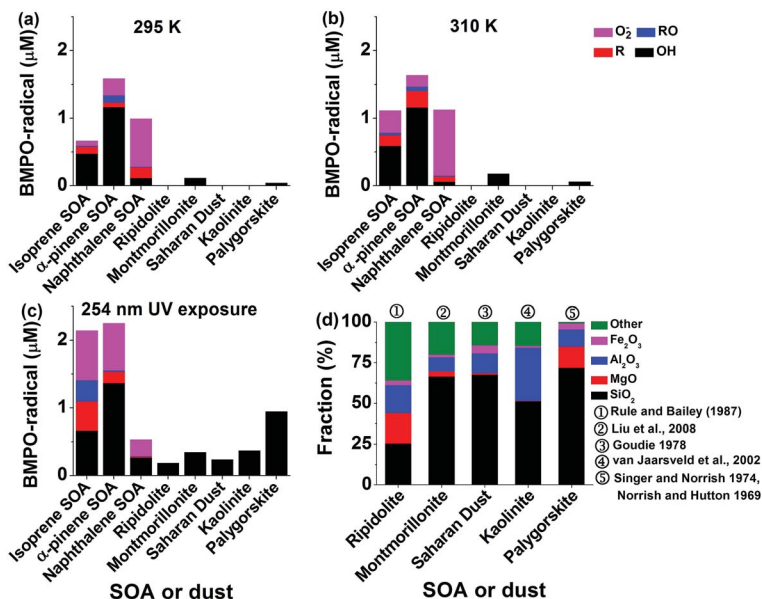 (a)
295 K
BMPO-radical (μM)
2
1
0
Isoprene SOA
α-pinene SOA
Naphthalene SOA
Ripidolite
Montmorillonite
Saharan Dust
Kaolinite
Palygorskite
(b)
310 K
BMPO-radical (μM)
2
1
0
Isoprene SOA
α-pinene SOA
Naphthalene SOA
Ripidolite
Montmorillonite
Saharan Dust
Kaolinite
Palygorskite
O₂⁻ RO
R OH
(c)
254 nm UV exposure
BMPO-radical (μM)
2
1
0
Isoprene SOA
α-pinene SOA
Naphthalene SOA
Ripidolite
Montmorillonite
Saharan Dust
Kaolinite
Palygorskite
SOA or dust
(d)
① ② ③ ④ ⑤
Fraction (%)
100
75
50
25
0
Ripidolite
Montmorillonite
Saharan Dust
Kaolinite
Palygorskite
SOA or dust
Other
Fe₂O₃
Al₂O₃
MgO
SiO₂
① Rule and Bailey (1987)
② Liu et al., 2008
③ Goudie 1978
④ van Jaarsveld et al., 2002
⑤ Singer and Norrish 1974,
Norrish and Hutton 1969